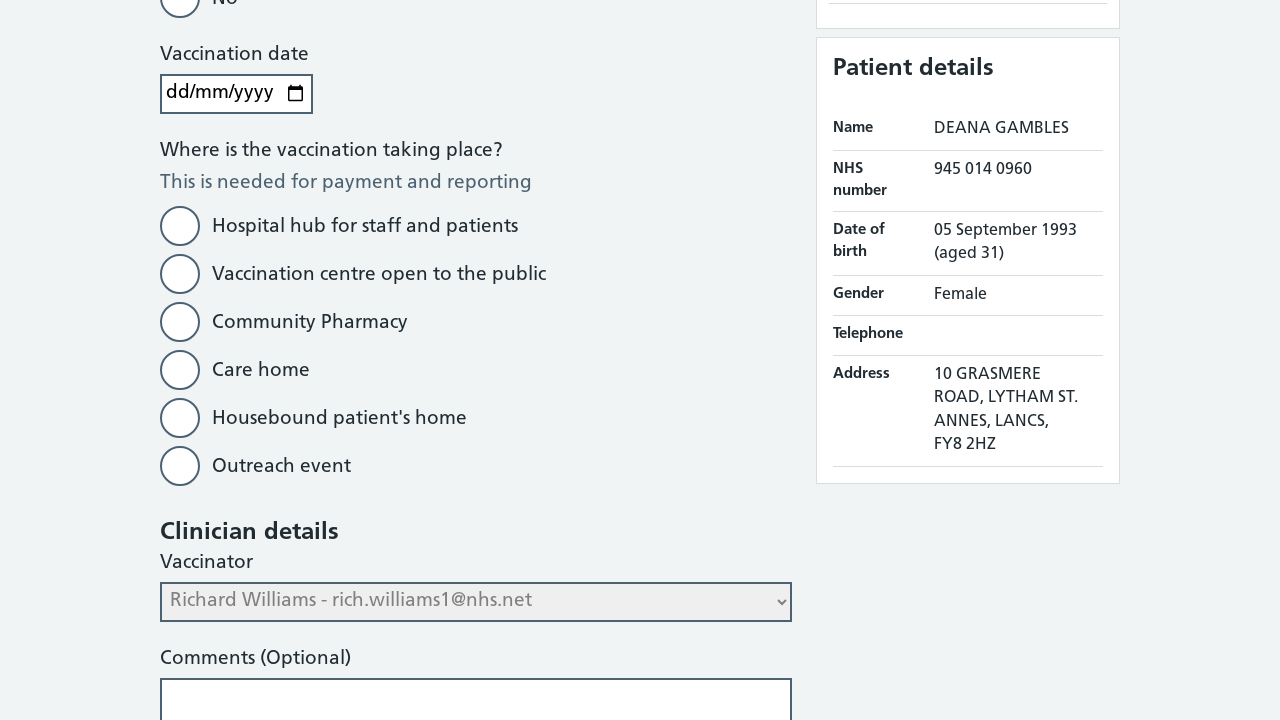 No
Vaccination date
dd/mm/yyyy
Where is the vaccination taking place?
This is needed for payment and reporting
Hospital hub for staff and patients
Vaccination centre open to the public
Community Pharmacy
Care home
Housebound patient's home
Outreach event
Clinician details
Vaccinator
Richard Williams - rich.williams1@nhs.net
Comments (Optional)
Patient details
Name DEANA GAMBLES
NHS number 945 014 0960
Date of birth 05 September 1993
(aged 31)
Gender Female
Telephone
Address 10 GRASMERE
ROAD, LYTHAM ST.
ANNES, LANCS,
FY8 2HZ